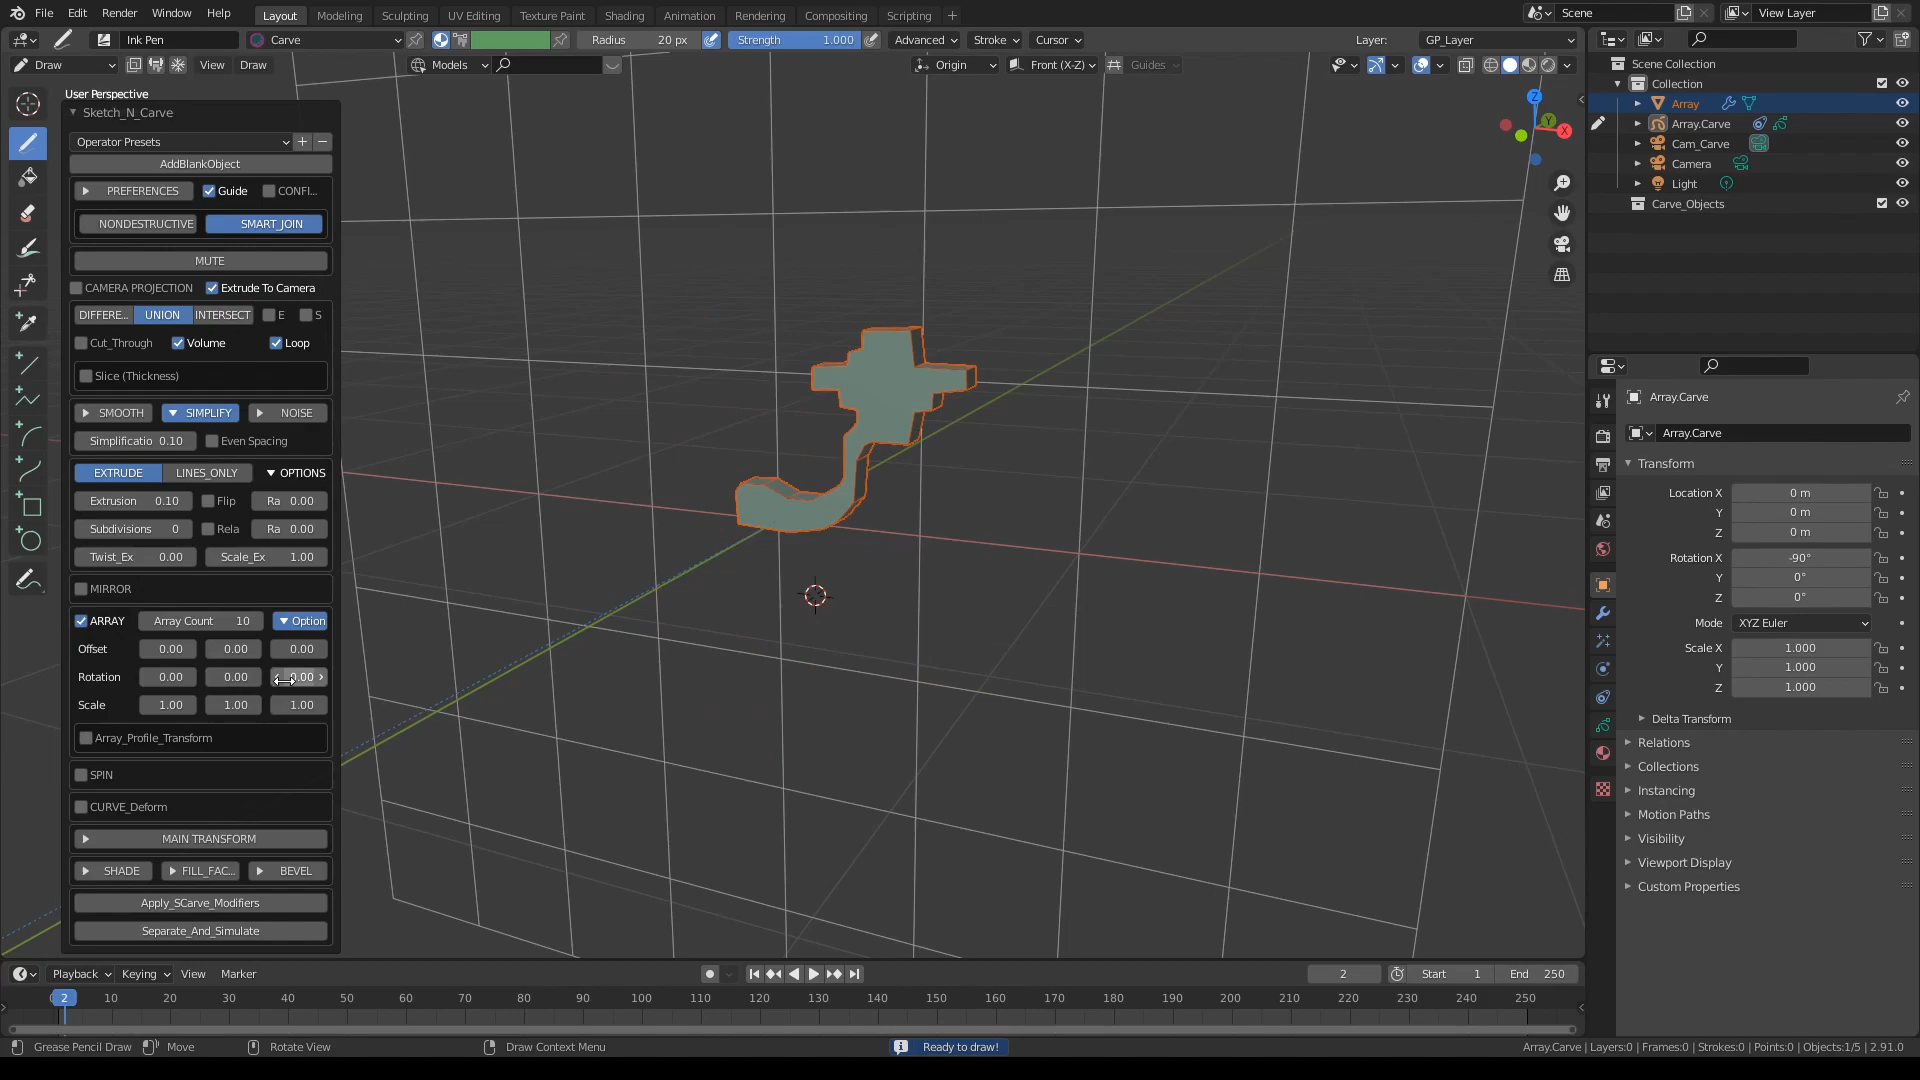 File Edit Render Window Help Layout Modeling Sculpting UV Editing Texture Paint Shading Animation Rendering Compositing Scripting + Scene View Layer
Ink Pen Carve Radius 20 px Strength 1.000 Advanced Stroke Cursor Layer: GP_Layer
Draw View Draw Models Origin Front (X-Z) Guides
User Perspective
Sketch_N_Carve
Operator Presets
AddBlankObject
PREFERENCES Guide CONFI...
NONDESTRUCTIVE SMART_JOIN
MUTE
CAMERA PROJECTION Extrude To Camera
DIFFERE... UNION INTERSECT E S
Cut_Through Volume Loop
Slice (Thickness)
SMOOTH SIMPLIFY NOISE
Simplificatio 0.10 Even Spacing
EXTRUDE LINES_ONLY OPTIONS
Extrusion 0.10 Flip Ra 0.00
Subdivisions 0 Rela Ra 0.00
Twist_Ex 0.00 Scale_Ex 1.00
MIRROR
ARRAY Array Count 10 Option
Offset 0.00 0.00 0.00
Rotation 0.00 0.00 0.00
Scale 1.00 1.00 1.00
Array_Profile_Transform
SPIN
CURVE_Deform
MAIN TRANSFORM
SHADE FILL_FAC... BEVEL
Apply_SCarve_Modifiers
Separate_And_Simulate
Z
Y
X
Scene Collection
Collection
Array
Array.Carve
Cam_Carve
Camera
Light
Carve_Objects
Array.Carve
Array.Carve
Transform
Location X 0 m
Y 0 m
Z 0 m
Rotation X -90°
Y 0°
Z 0°
Mode XYZ Euler
Scale X 1.000
Y 1.000
Z 1.000
Delta Transform
Relations
Collections
Instancing
Motion Paths
Visibility
Viewport Display
Custom Properties
Playback Keying View Marker 2 Start 1 End 250
2 10 20 30 40 50 60 70 80 90 100 110 120 130 140 150 160 170 180 190 200 210 220 230 240 250
Grease Pencil Draw Move Rotate View Draw Context Menu Ready to draw! Array.Carve | Layers:0 | Frames:0 | Strokes:0 | Points:0 | Objects:1/5 | 2.91.0